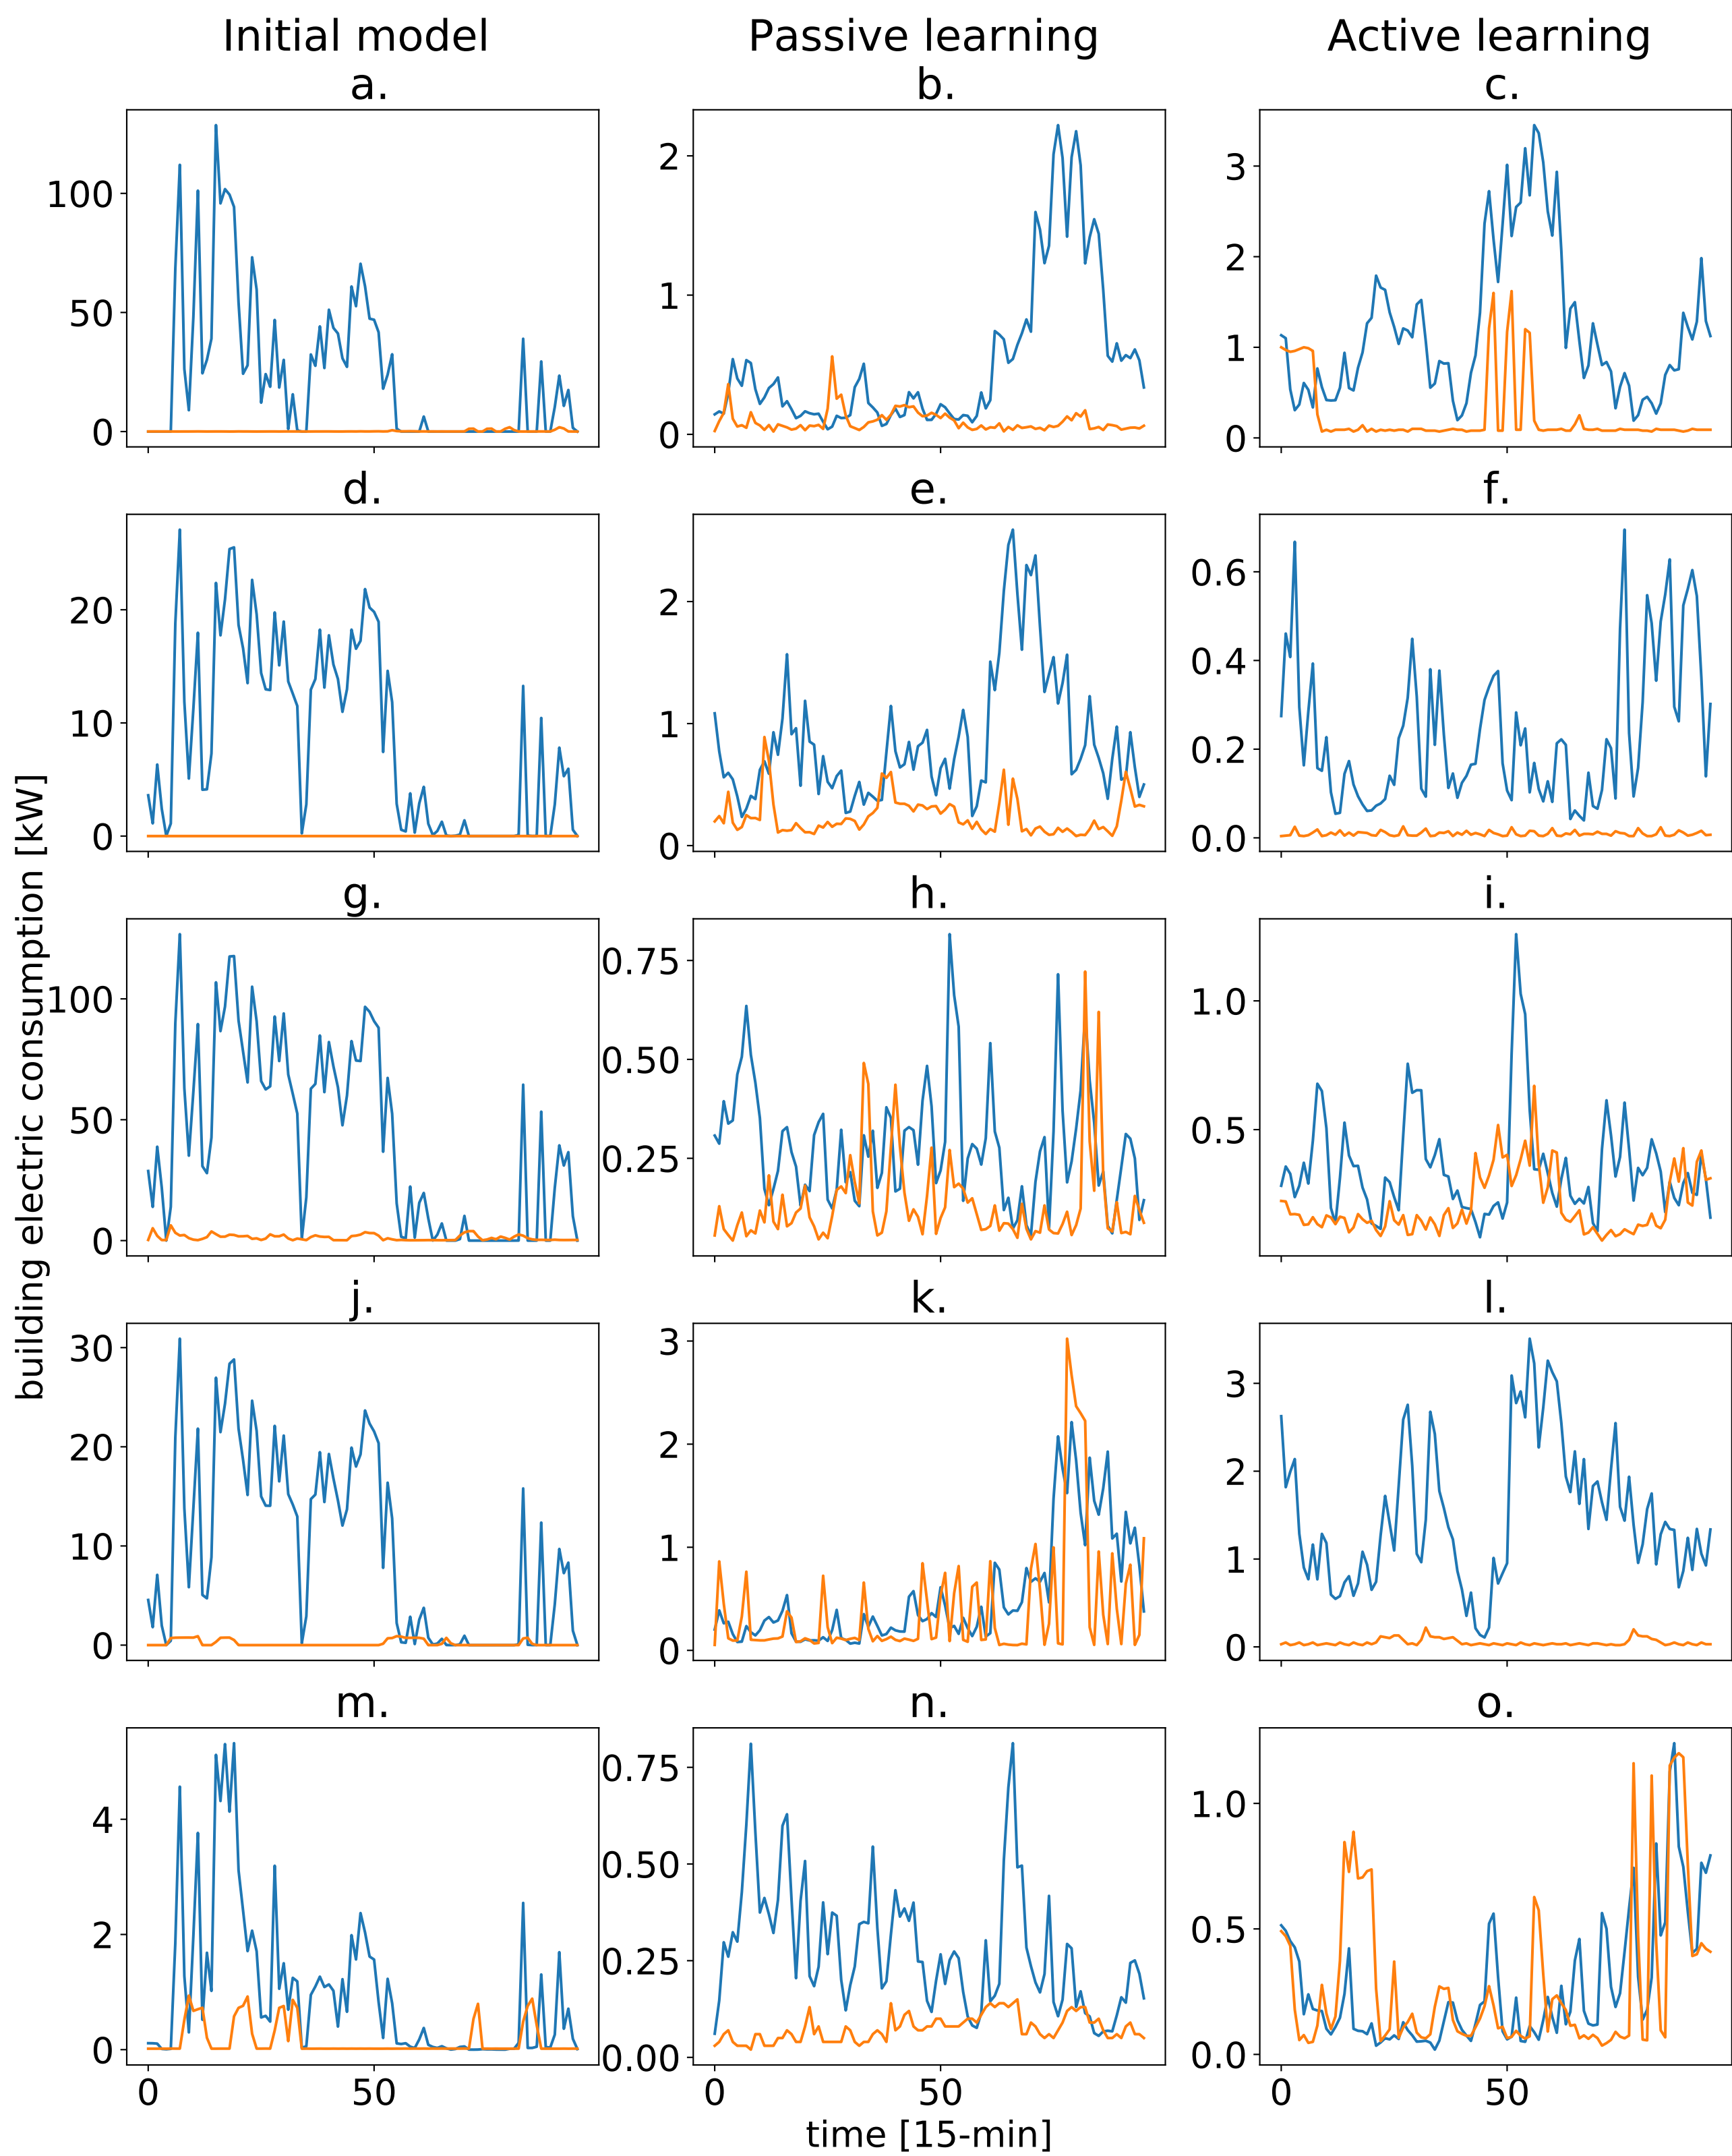 Initial model
Passive learning
Active learning
a.
b.
c.
100
50
0
2
1
0
3
2
1
0
d.
e.
f.
20
10
0
2
1
0
0.6
0.4
0.2
0.0
building electric consumption [kW]
g.
h.
i.
100
50
0
0.75
0.50
0.25
1.0
0.5
j.
k.
l.
30
20
10
0
3
2
1
0
3
2
1
0
m.
n.
o.
4
2
0
0.75
0.50
0.25
0.00
1.0
0.5
0.0
0
50
0
50
0
50
time [15-min]